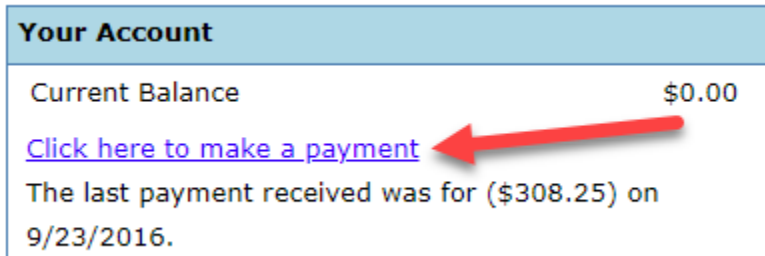 Your Account
Current Balance $0.00
Click here to make a payment
The last payment received was for ($308.25) on
9/23/2016.